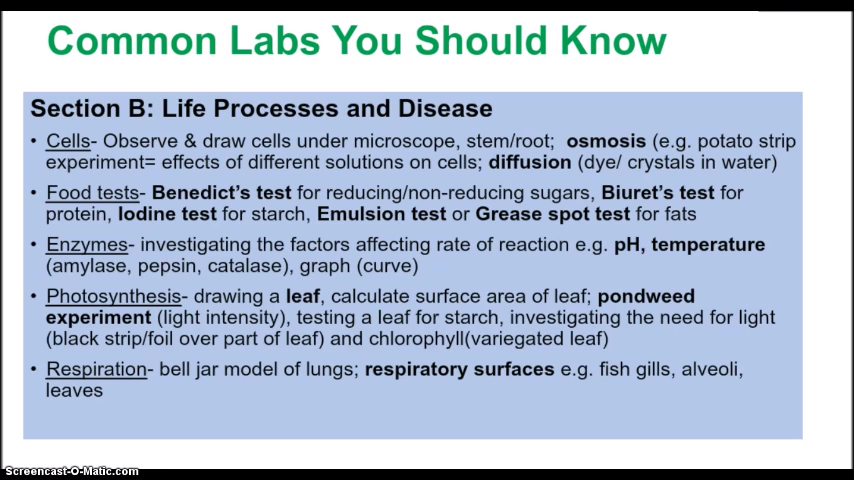 Common Labs You Should Know
Section B: Life Processes and Disease
• Cells- Observe & draw cells under microscope, stem/root;  osmosis (e.g. potato strip
experiment= effects of different solutions on cells; diffusion (dye/ crystals in water)
• Food tests- Benedict's test for reducing/non-reducing sugars, Biuret's test for
protein, Iodine test for starch, Emulsion test or Grease spot test for fats
• Enzymes- investigating the factors affecting rate of reaction e.g. pH, temperature
(amylase, pepsin, catalase), graph (curve)
• Photosynthesis- drawing a leaf, calculate surface area of leaf; pondweed
experiment (light intensity), testing a leaf for starch, investigating the need for light
(black strip/foil over part of leaf) and chlorophyll(variegated leaf)
• Respiration- bell jar model of lungs; respiratory surfaces e.g. fish gills, alveoli,
leaves
Screencast-O-Matic.com